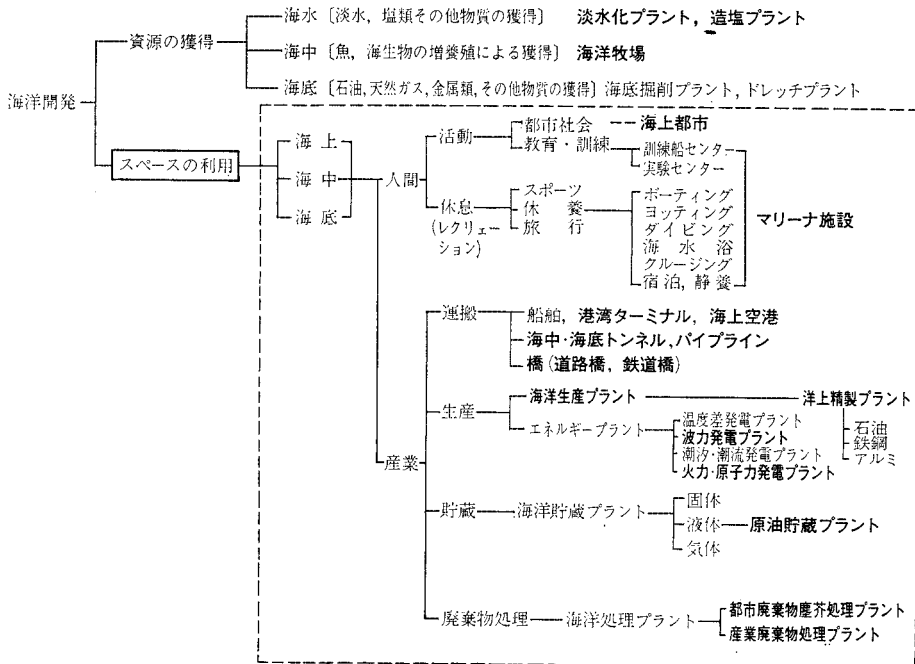 海水〔淡水，塩類その他物質の獲得〕 淡水化プラント，造塩プラント
資源の獲得
海中〔魚，海生物の増養殖による獲得〕海洋牧場
海底〔石油，天然ガス，金属類，その他物質の獲得〕海底掘削プラント，ドレッヂプラント
海洋開発
スペースの利用
海上
海中
海底
人間
活動
都市社会
海上都市
教育・訓練
訓練船センター
実験センター
休息
(レクリェーション)
スポーツ
休養
旅行
ボーティング
ヨッティング
ダイビング
海水浴
クルージング
宿泊，静養
マリーナ施設
産業
運搬
船舶，港湾ターミナル，海上空港
海中・海底トンネル，パイプライン
橋（道路橋，鉄道橋）
生産
海洋生産プラント
洋上精製プラント
石油
鉄鋼
アルミ
エネルギープラント
温度差発電プラント
波力発電プラント
潮汐・潮流発電プラント
火力・原子力発電プラント
貯蔵
海洋貯蔵プラント
固体
液体
原油貯蔵プラント
気体
廃棄物処理
海洋処理プラント
都市廃棄物塵芥処理プラント
産業廃棄物処理プラント